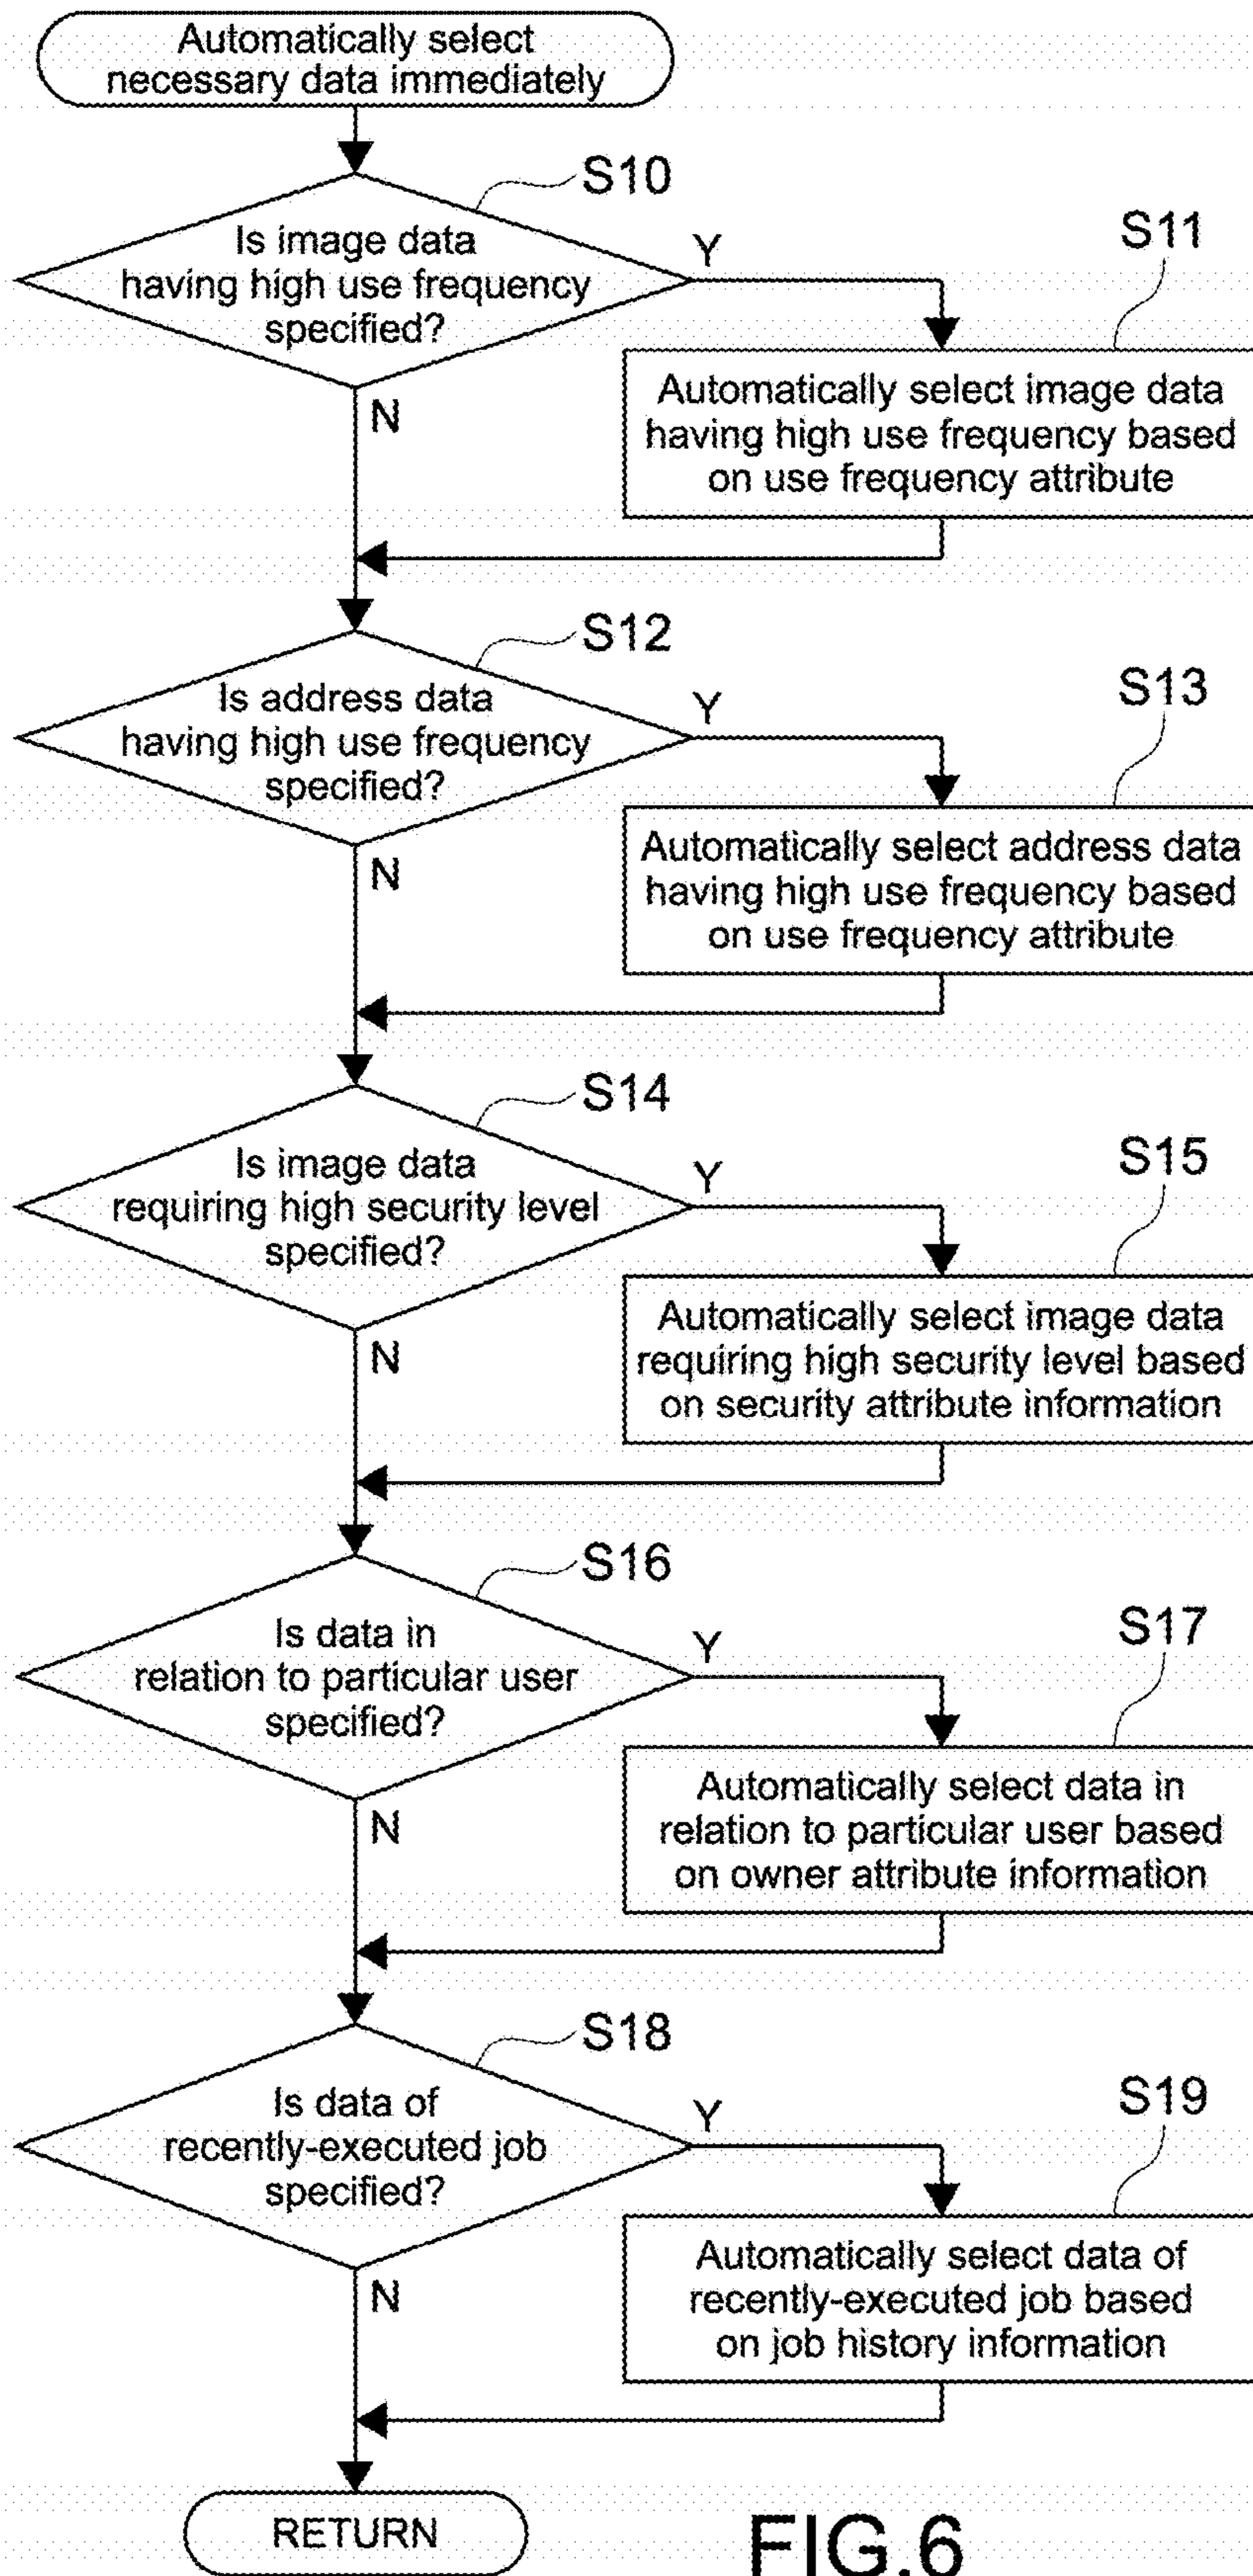 Automatically select
necessary data immediately
S10
Is image data
having high use frequency
specified?
Y
N
S11
Automatically select image data
having high use frequency based
on use frequency attribute
S12
Is address data
having high use frequency
specified?
Y
N
S13
Automatically select address data
having high use frequency based
on use frequency attribute
S14
Is image data
requiring high security level
specified?
Y
N
S15
Automatically select image data
requiring high security level based
on security attribute information
S16
Is data in
relation to particular user
specified?
Y
N
S17
Automatically select data in
relation to particular user based
on owner attribute information
S18
Is data of
recently-executed job
specified?
Y
N
S19
Automatically select data of
recently-executed job based
on job history information
RETURN
FIG.6